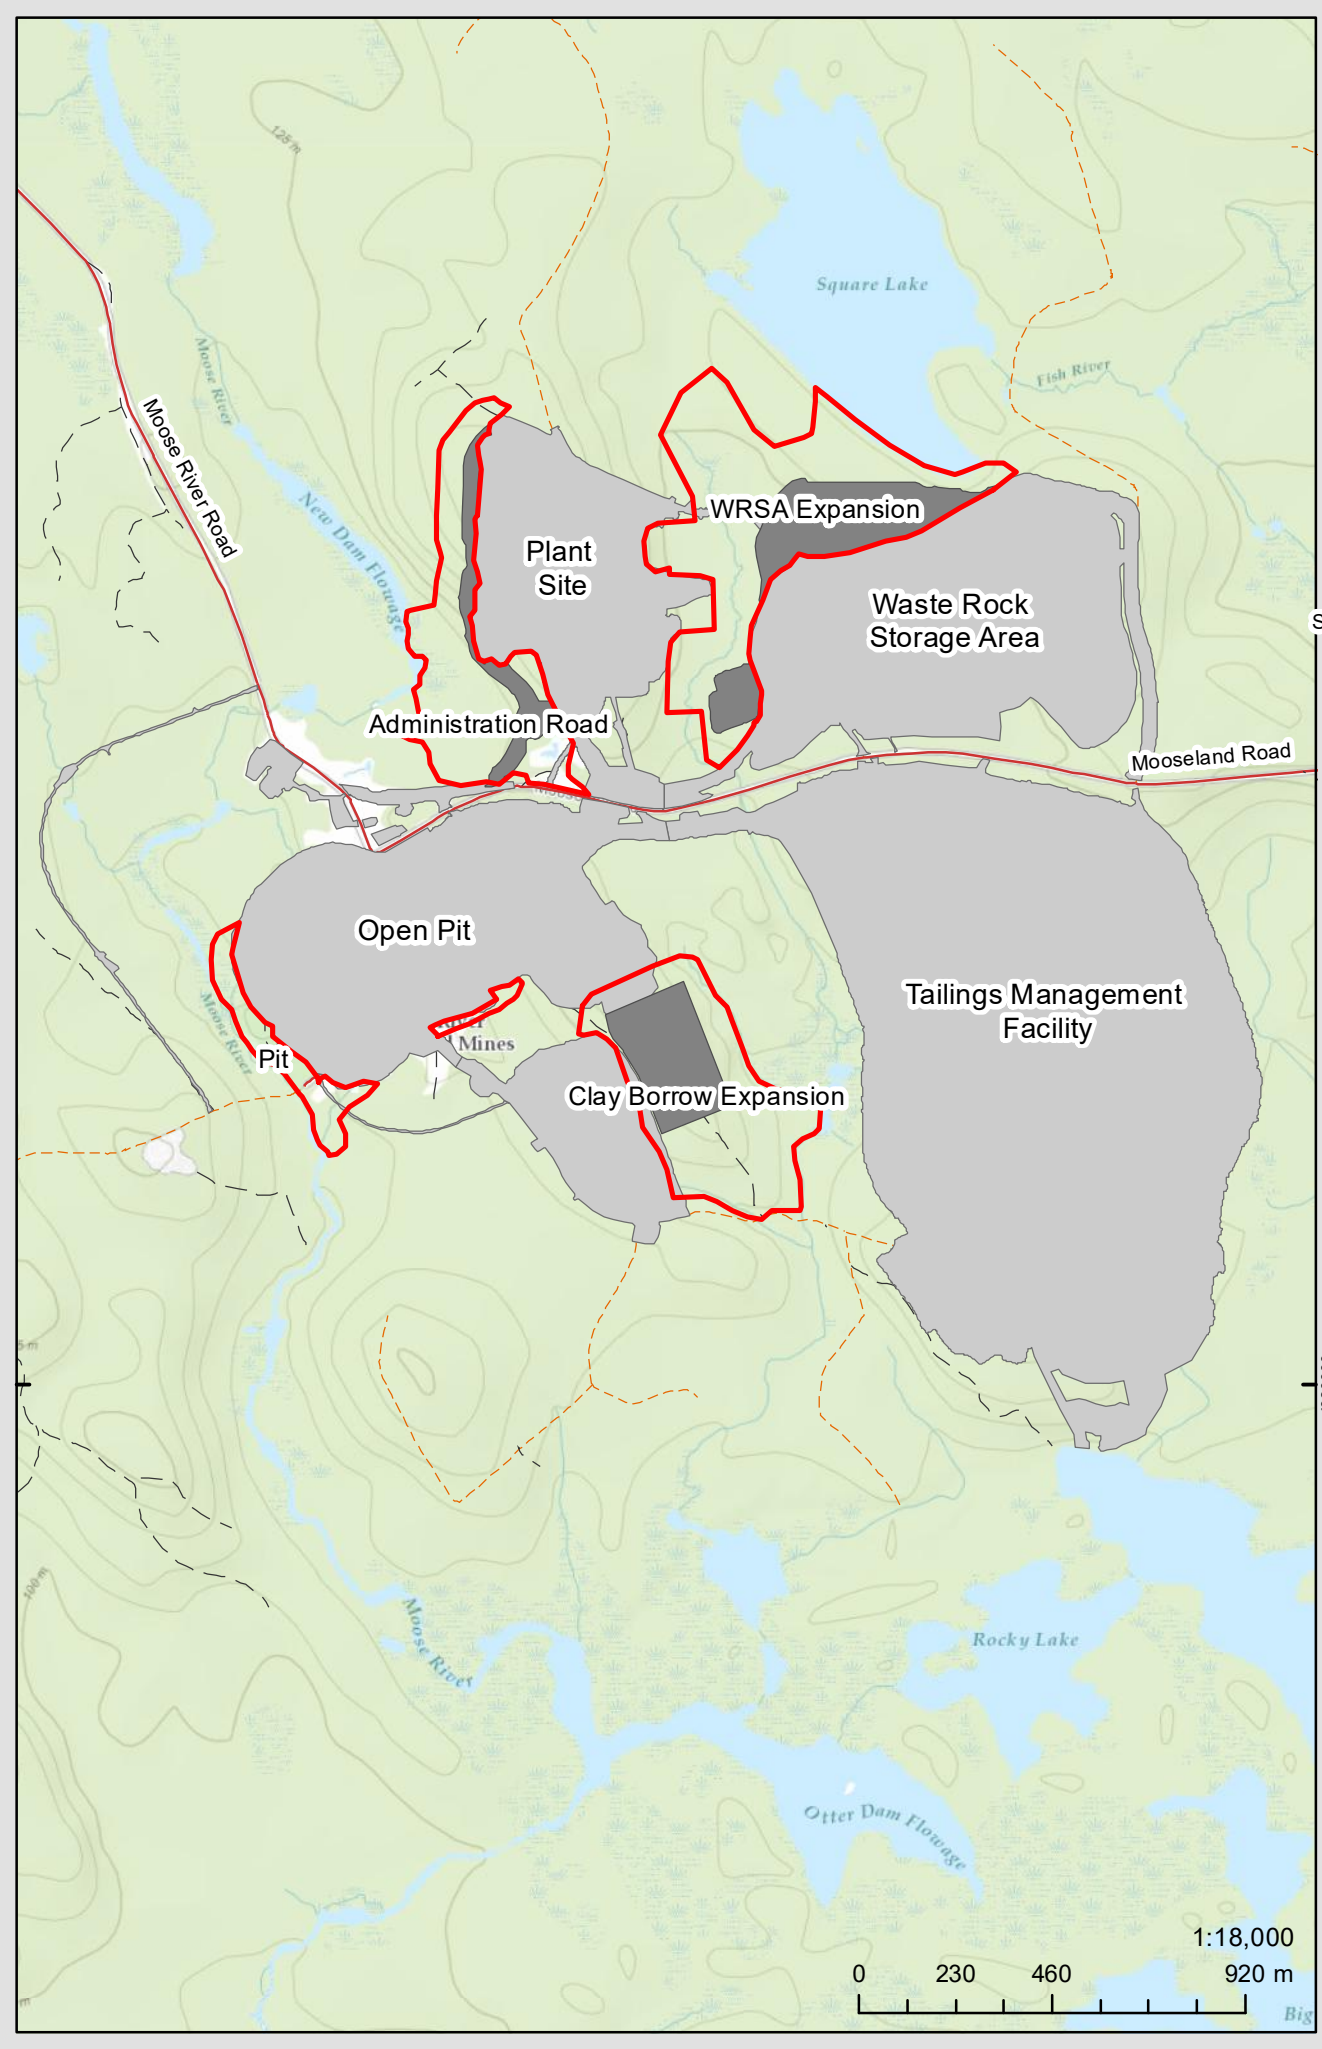 125 m
Square Lake
Fish River
Moose River
Moose River Road
New Dam Flowage
WRSA Expansion
Plant
Site
Waste Rock
Storage Area
S
Administration Road
Mooseland Road
Open Pit
Tailings Management
Facility
Moose River
Mines
Pit
Clay Borrow Expansion
5 m
100 m
Moose River
Rocky Lake
Otter Dam Flowage
1:18,000
0 230 460 920 m
Big